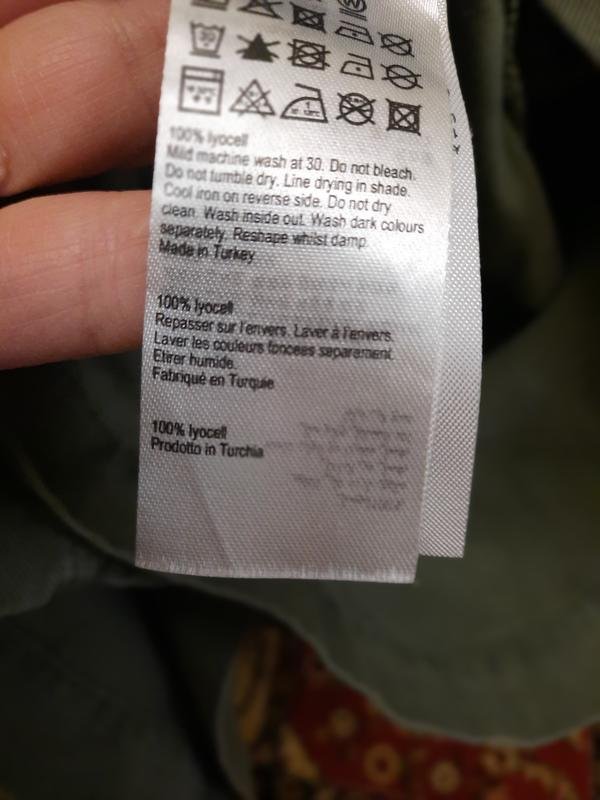 30
100% lyocell
Mild machine wash at 30. Do not bleach.
Do not tumble dry. Line drying in shade.
Cool iron on reverse side. Do not dry
clean. Wash inside out. Wash dark colours
separately. Reshape whilst damp.
Made in Turkey
100% lyocell
Repasser sur l'envers. Laver à l'envers.
Laver les couleurs foncées separement.
Etirer humide.
Fabriqué en Turquie
100% lyocell
Prodotto in Turchia